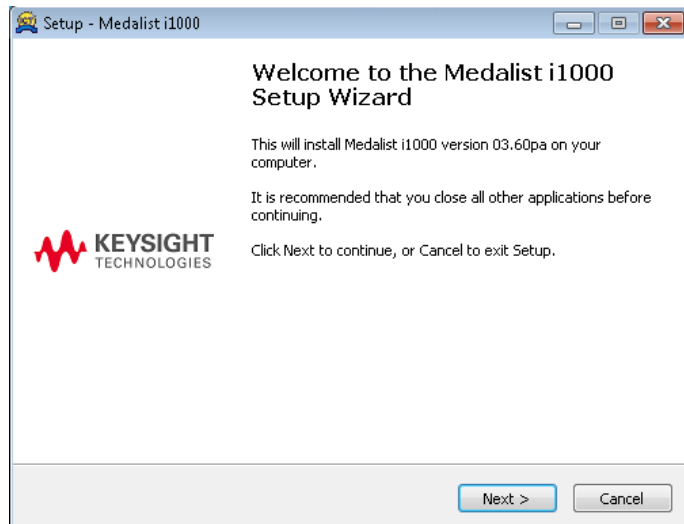 Setup - Medalist i1000
Welcome to the Medalist i1000
Setup Wizard
This will install Medalist i1000 version 03.60pa on your
computer.
It is recommended that you close all other applications before
continuing.
Click Next to continue, or Cancel to exit Setup.
KEYSIGHT
TECHNOLOGIES
Next >
Cancel